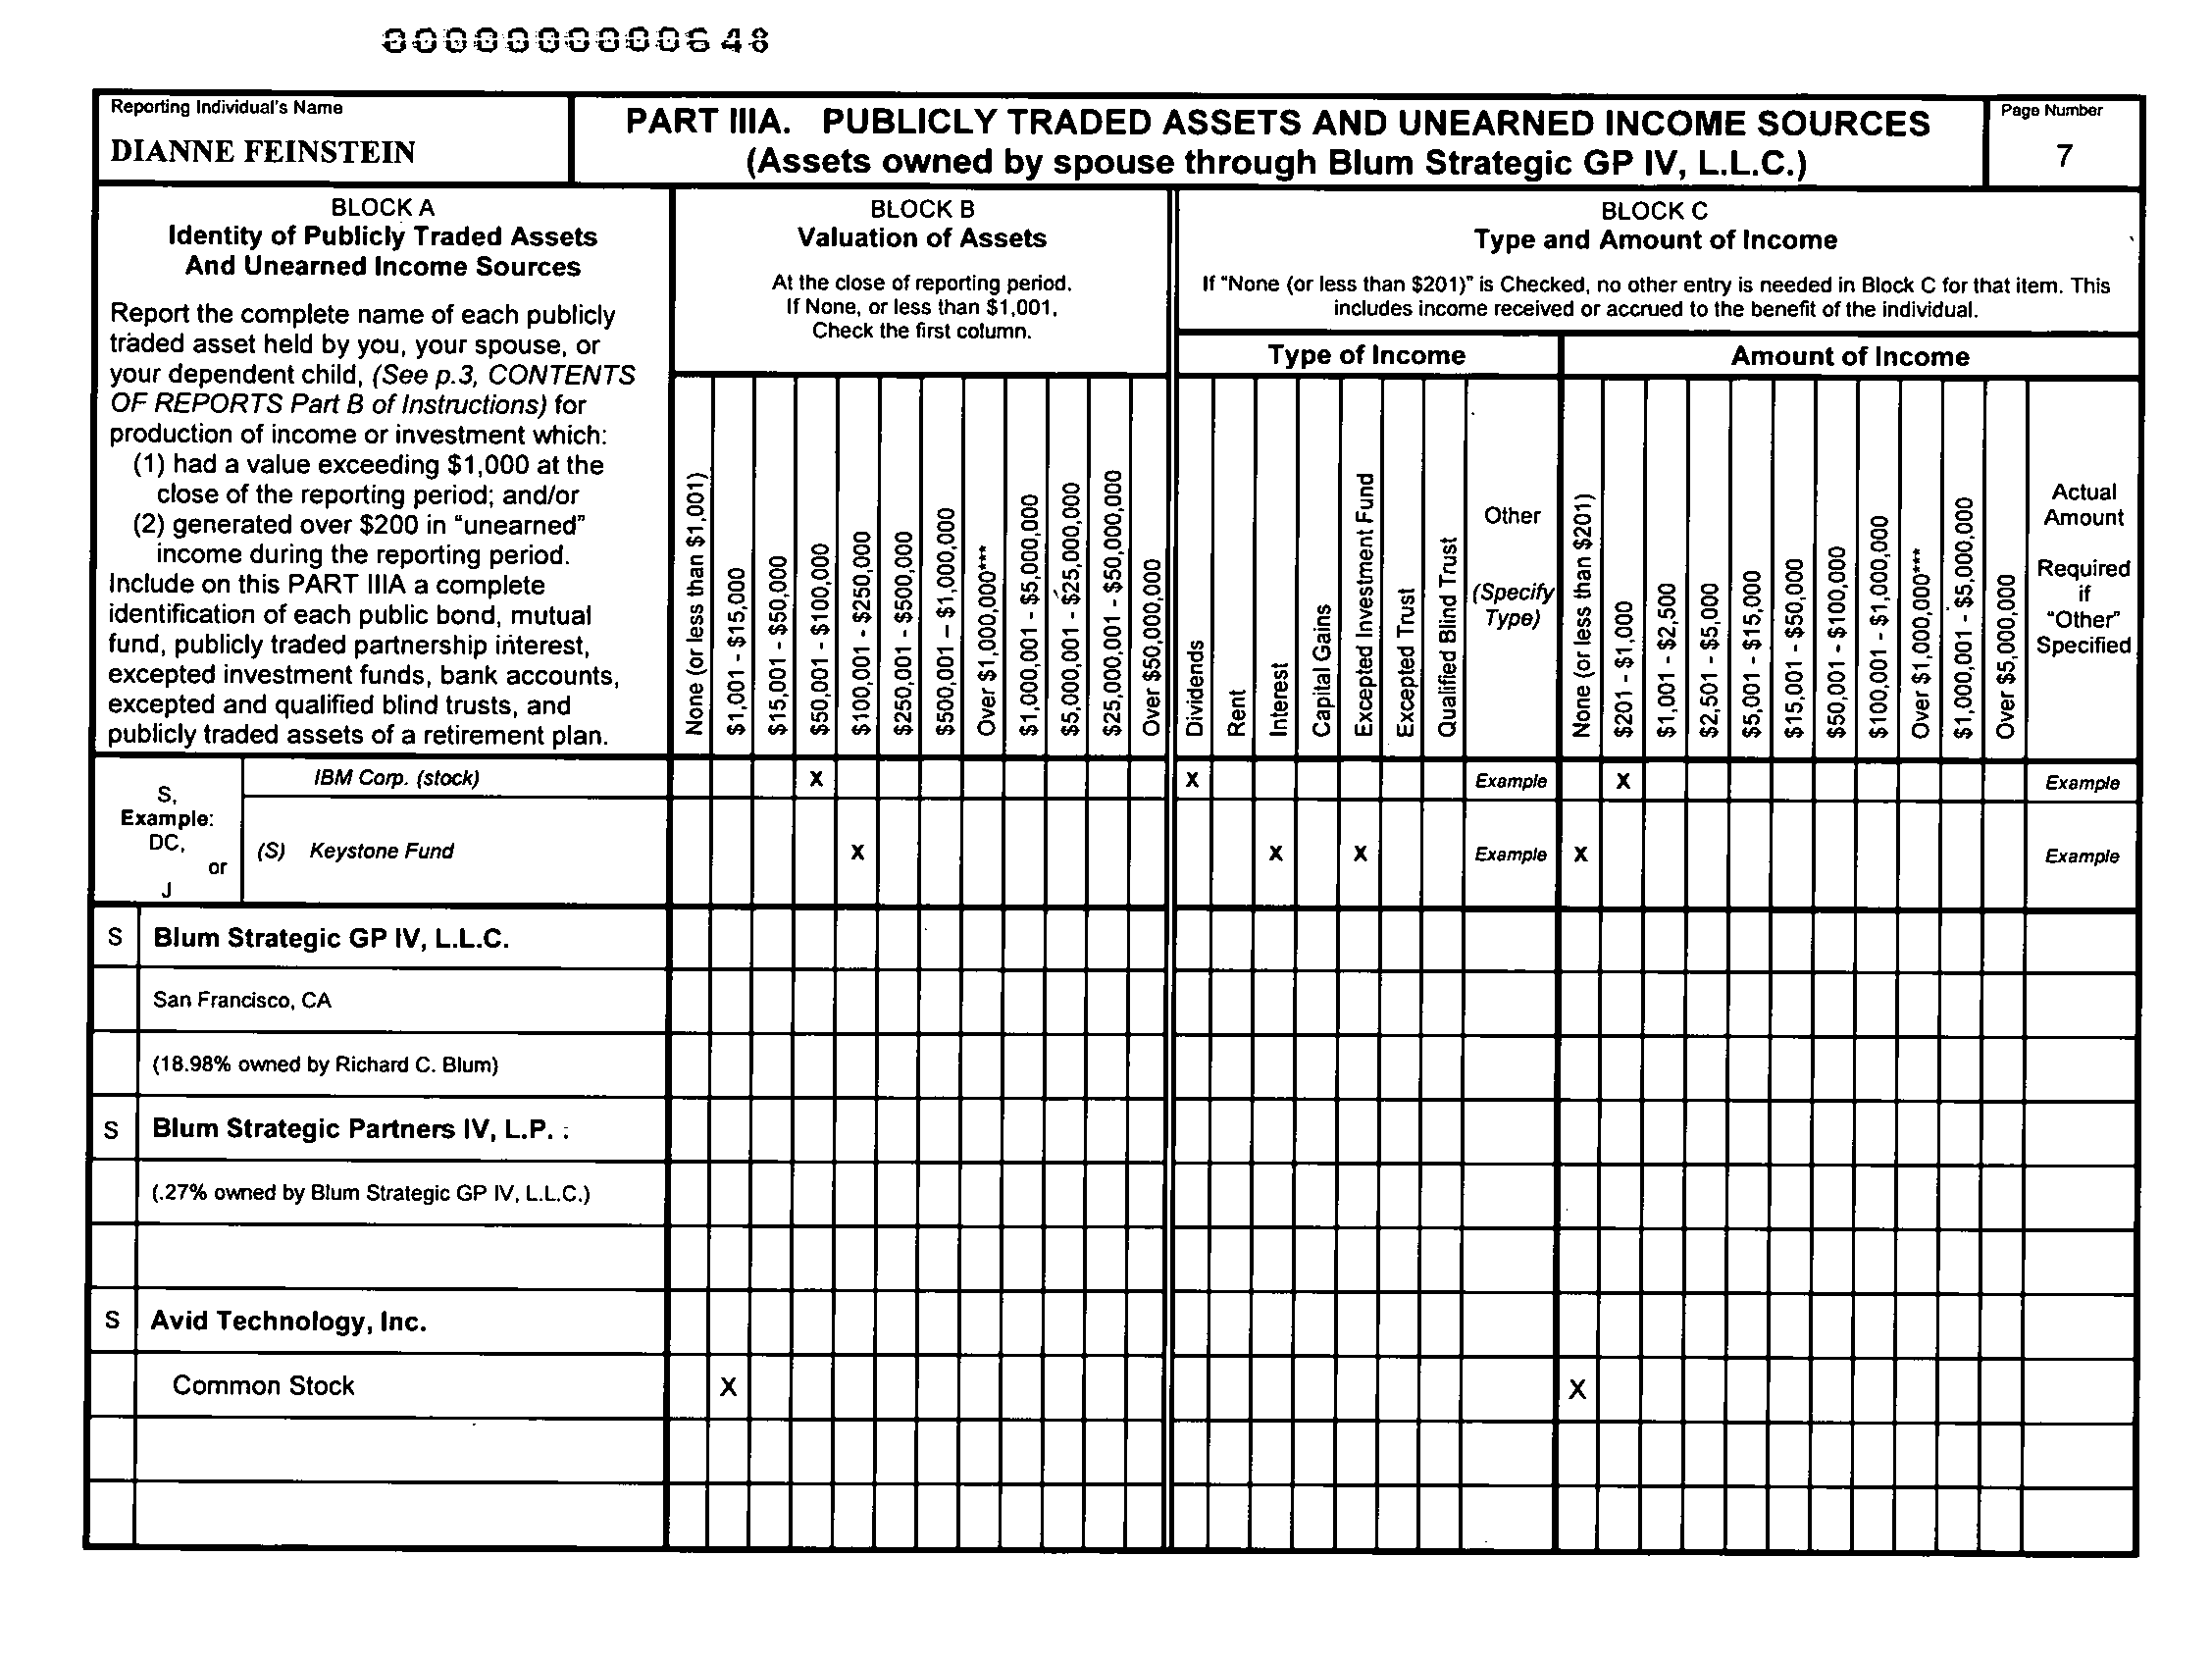 000000000648
Reporting Individual's Name
DIANNE FEINSTEIN
PART IIIA. PUBLICLY TRADED ASSETS AND UNEARNED INCOME SOURCES
(Assets owned by spouse through Blum Strategic GP IV, L.L.C.)
Page Number
7
BLOCK A
Identity of Publicly Traded Assets
And Unearned Income Sources
Report the complete name of each publicly
traded asset held by you, your spouse, or
your dependent child, (See p.3, CONTENTS
OF REPORTS Part B of Instructions) for
production of income or investment which:
(1) had a value exceeding $1,000 at the
close of the reporting period; and/or
(2) generated over $200 in "unearned"
income during the reporting period.
Include on this PART IIIA a complete
identification of each public bond, mutual
fund, publicly traded partnership interest,
excepted investment funds, bank accounts,
excepted and qualified blind trusts, and
publicly traded assets of a retirement plan.
BLOCK B
Valuation of Assets
At the close of reporting period.
If None, or less than $1,001,
Check the first column.
None (or less than $1,001)
$1,001 - $15,000
$15,001 - $50,000
$50,001 - $100,000
$100,001 - $250,000
$250,001 - $500,000
$500,001 – $1,000,000
Over $1,000,000***
$1,000,001 - $5,000,000
$5,000,001 - $25,000,000
$25,000,001 - $50,000,000
Over $50,000,000
BLOCK C
Type and Amount of Income
If "None (or less than $201)" is Checked, no other entry is needed in Block C for that item. This
includes income received or accrued to the benefit of the individual.
Type of Income
Dividends
Rent
Interest
Capital Gains
Excepted Investment Fund
Excepted Trust
Qualified Blind Trust
Other
(Specify
Type)
Amount of Income
None (or less than $201)
$201 - $1,000
$1,001 - $2,500
$2,501 - $5,000
$5,001 - $15,000
$15,001 - $50,000
$50,001 - $100,000
$100,001 - $1,000,000
Over $1,000,000***
$1,000,001 - $5,000,000
Over $5,000,000
Actual
Amount
Required
if
"Other"
Specified
S,
Example:
DC,
or
J
IBM Corp. (stock) X X Example X Example
(S) Keystone Fund X X X Example X Example
S Blum Strategic GP IV, L.L.C.
San Francisco, CA
(18.98% owned by Richard C. Blum)
S Blum Strategic Partners IV, L.P. :
(.27% owned by Blum Strategic GP IV, L.L.C.)
S Avid Technology, Inc.
Common Stock X X